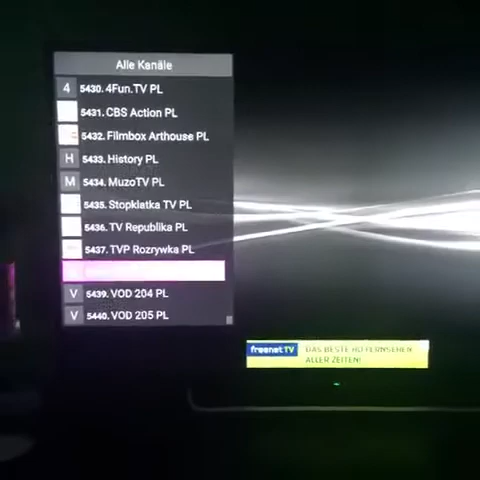 Alle Kanäle
4 5430. 4Fun.TV PL
5431. CBS Action PL
5432. Filmbox Arthouse PL
H 5433. History PL
M 5434. MuzoTV PL
5435. Stopkletka TV PL
5436. TV Republika PL
5437. TVP Rozrywka PL
V 5439. VOD 204 PL
V 5440. VOD 205 PL
freenet TV
DAS BESTE HD FERNSEHEN
ALLER ZEITEN!